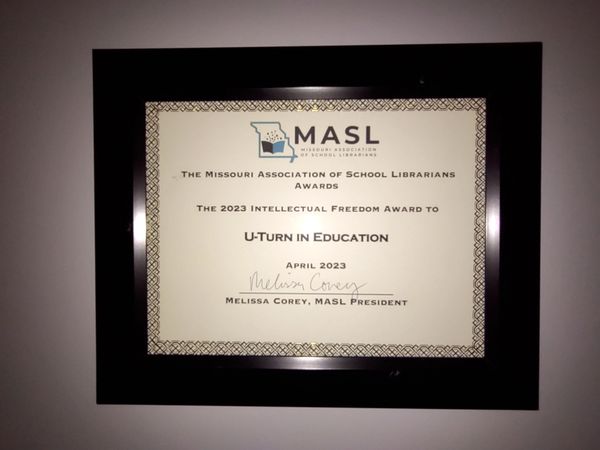 MASL
MISSOURI ASSOCIATION
OF SCHOOL LIBRARIANS
THE MISSOURI ASSOCIATION OF SCHOOL LIBRARIANS
AWARDS
THE 2023 INTELLECTUAL FREEDOM AWARD TO
U-TURN IN EDUCATION
APRIL 2023
Melissa Corey
MELISSA COREY, MASL PRESIDENT